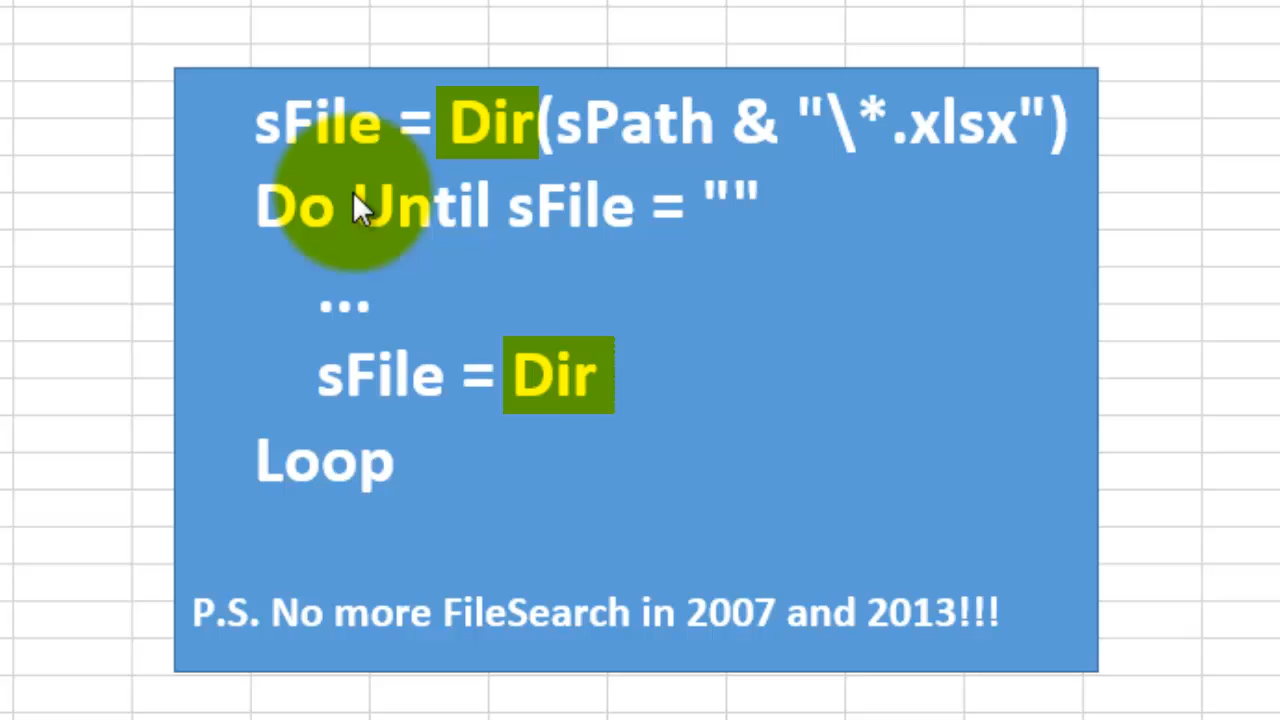 sFile = Dir(sPath & "\*.xlsx")
Do Until sFile = ""
...
sFile = Dir
Loop
P.S. No more FileSearch in 2007 and 2013!!!